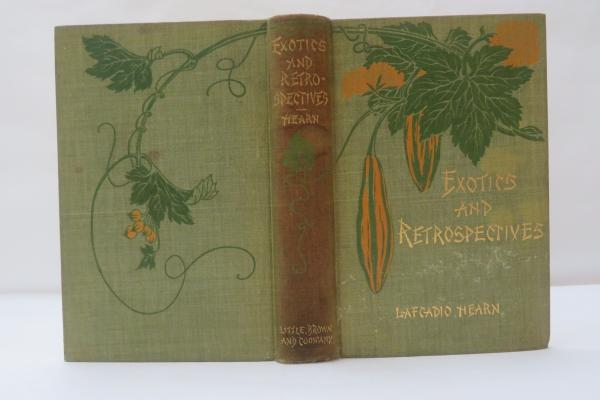 EXOTICS
AND
RETRO-
SPECTIVES
HEARN
LITTLE, BROWN
AND COMPANY
EXOTICS
AND
RETROSPECTIVES
LAFCADIO HEARN